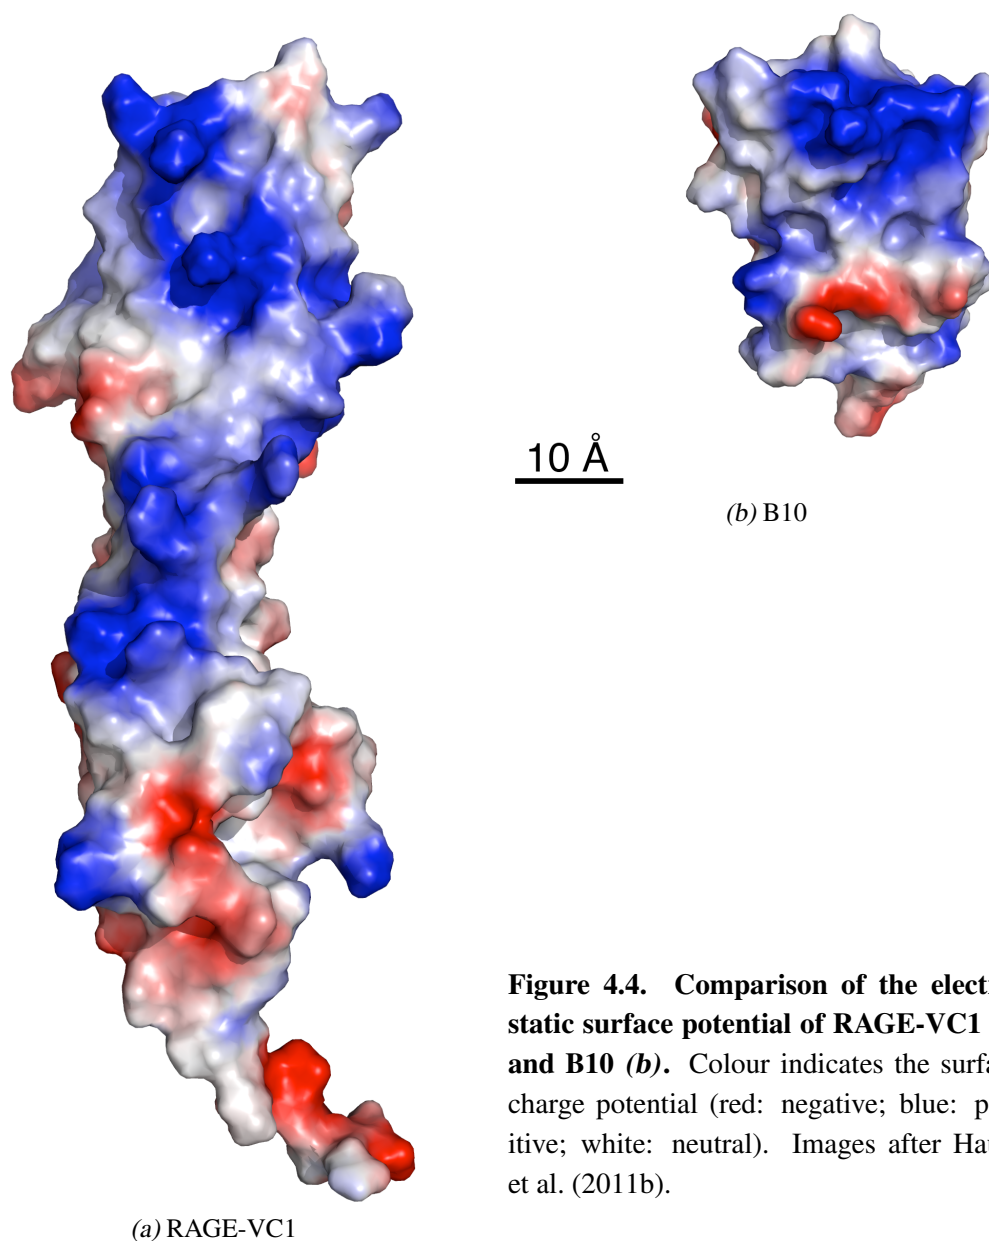 10 Å
(b) B10
Figure 4.4. Comparison of the electr
static surface potential of RAGE-VC1
and B10 (b). Colour indicates the surfa
charge potential (red: negative; blue: p
itive; white: neutral). Images after Ha
et al. (2011b).
(a) RAGE-VC1